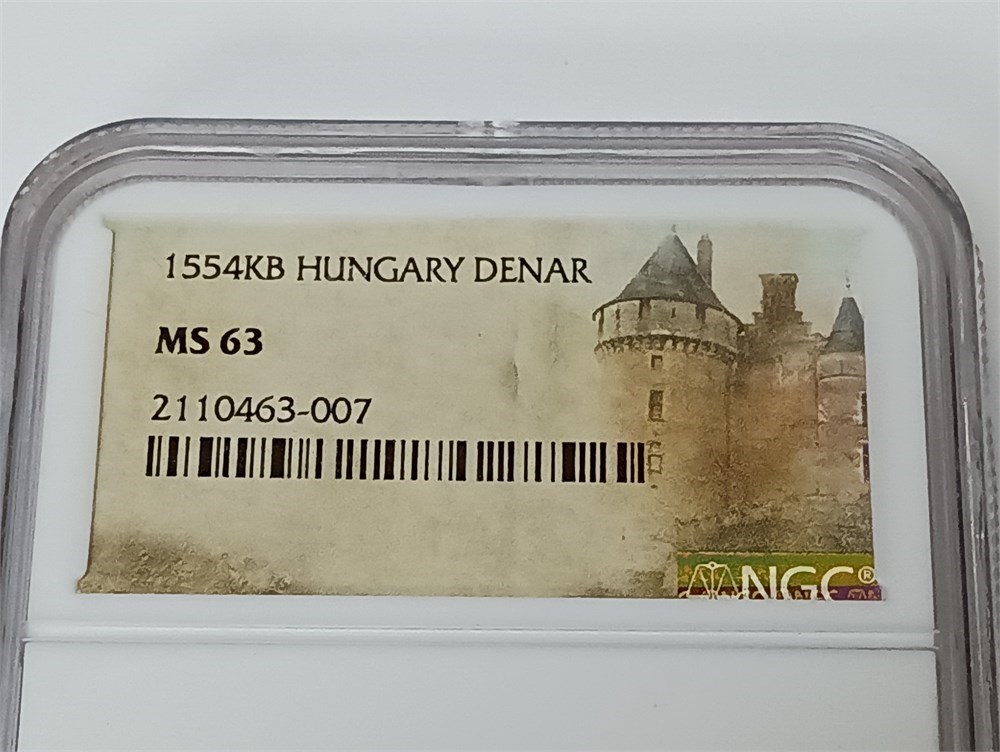 1554KB HUNGARY DENAR
MS 63
2110463-007
NGC®